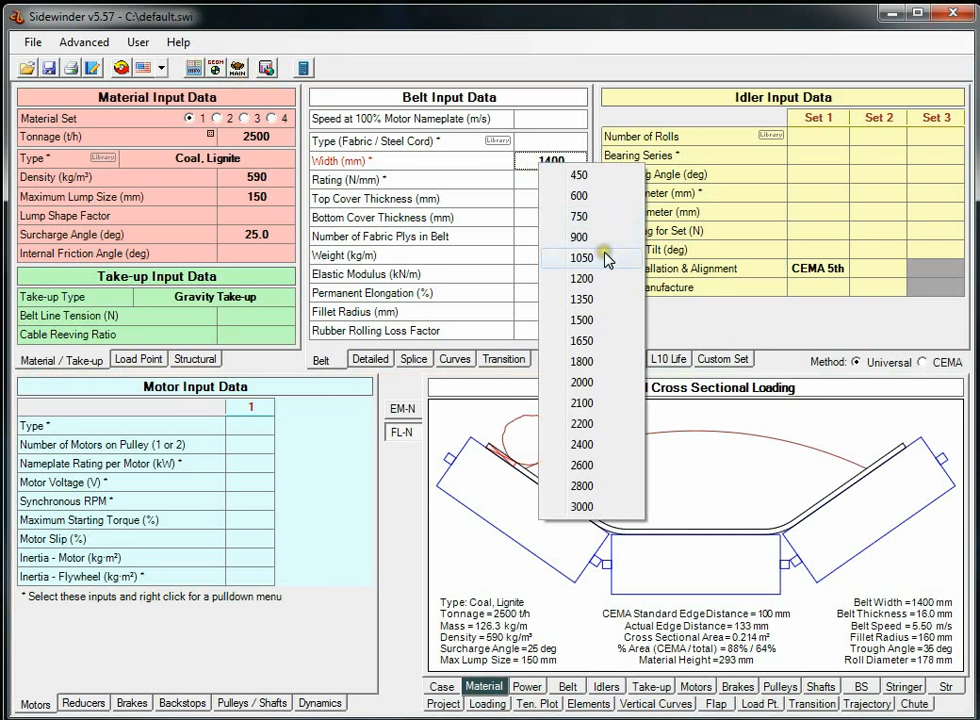 Sidewinder v5.57 - C:\default.swi
File Advanced User Help
Material Input Data
Material Set 1 2 3 4
Tonnage (t/h) 2500
Type * Library Coal, Lignite
Density (kg/m³) 590
Maximum Lump Size (mm) 150
Lump Shape Factor
Surcharge Angle (deg) 25.0
Internal Friction Angle (deg)
Take-up Input Data
Take-up Type Gravity Take-up
Belt Line Tension (N)
Cable Reeving Ratio
Material / Take-up Load Point Structural
Belt Input Data
Speed at 100% Motor Nameplate (m/s)
Type (Fabric / Steel Cord) * Library
Width (mm) * 1400
Rating (N/mm) *
Top Cover Thickness (mm)
Bottom Cover Thickness (mm)
Number of Fabric Plys in Belt
Weight (kg/m)
Elastic Modulus (kN/m)
Permanent Elongation (%)
Fillet Radius (mm)
Rubber Rolling Loss Factor
Belt Detailed Splice Curves Transition
450
600
750
900
1050
1200
1350
1500
1650
1800
2000
2100
2200
2400
2600
2800
3000
Idler Input Data
Set 1 Set 2 Set 3
Number of Rolls Library
Bearing Series *
g Angle (deg)
meter (mm) *
meter (mm)
ng for Set (N)
Tilt (deg)
allation & Alignment CEMA 5th
anufacture
L10 Life Custom Set Method: Universal CEMA
Motor Input Data
1
Type *
Number of Motors on Pulley (1 or 2)
Nameplate Rating per Motor (kW) *
Motor Voltage (V) *
Synchronous RPM *
Maximum Starting Torque (%)
Motor Slip (%)
Inertia - Motor (kg·m²)
Inertia - Flywheel (kg·m²) *
* Select these inputs and right click for a pulldown menu
Motors Reducers Brakes Backstops Pulleys / Shafts Dynamics
EM-N
FL-N
l Cross Sectional Loading
Type: Coal, Lignite
Tonnage = 2500 t/h
Mass = 126.3 kg/m
Density = 590 kg/m³
Surcharge Angle = 25 deg
Max Lump Size = 150 mm
CEMA Standard Edge Distance = 100 mm
Actual Edge Distance = 133 mm
Cross Sectional Area = 0.214 m²
% Area (CEMA / total) = 88% / 64%
Material Height = 293 mm
Belt Width = 1400 mm
Belt Thickness = 16.0 mm
Belt Speed = 5.50 m/s
Fillet Radius = 160 mm
Trough Angle = 35 deg
Roll Diameter = 178 mm
Case Material Power Belt Idlers Take-up Motors Brakes Pulleys Shafts BS Stringer Str
Project Loading Ten. Plot Elements Vertical Curves Flap Load Pt. Transition Trajectory Chute